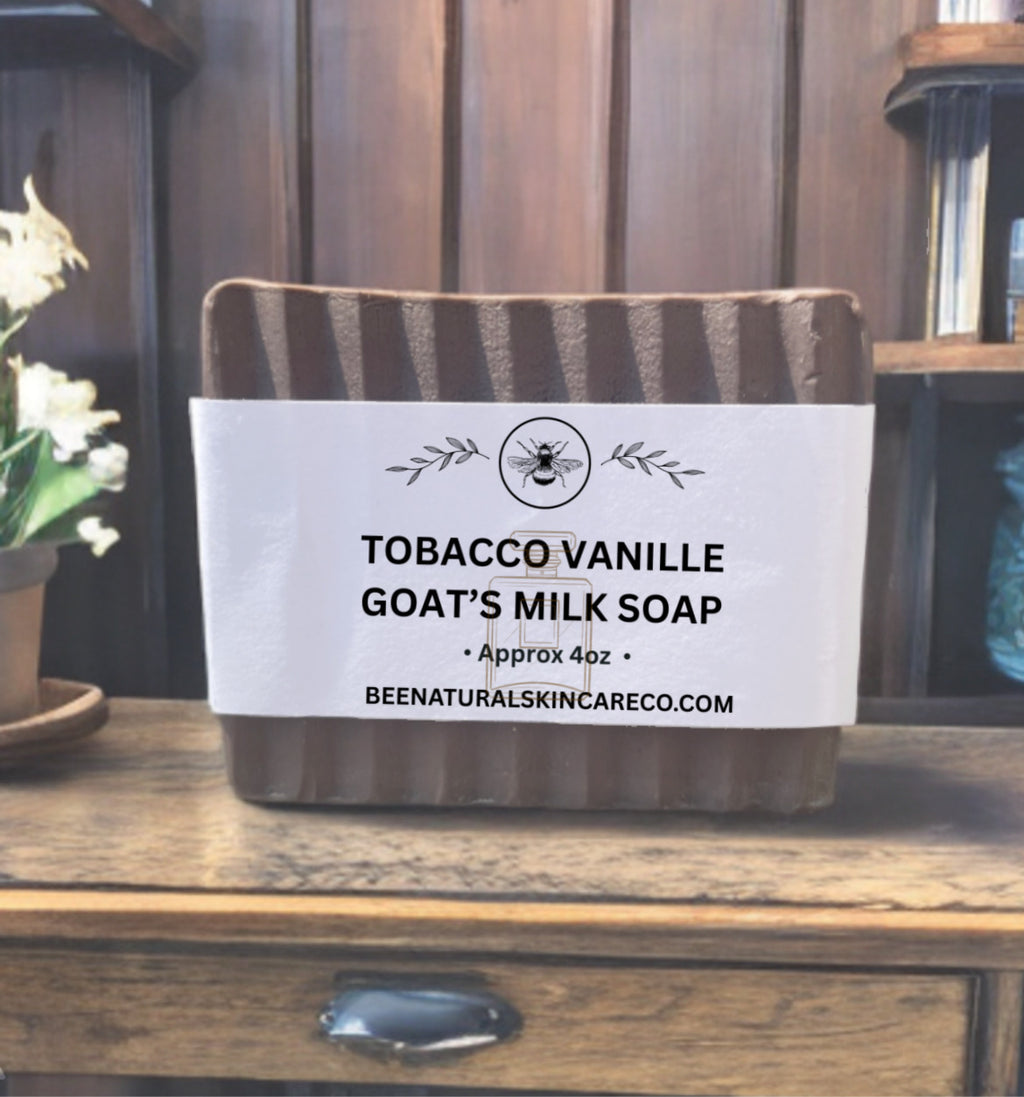 TOBACCO VANILLE
GOAT’S MILK SOAP
• Approx 4oz •
BEENATURALSKINCARECO.COM